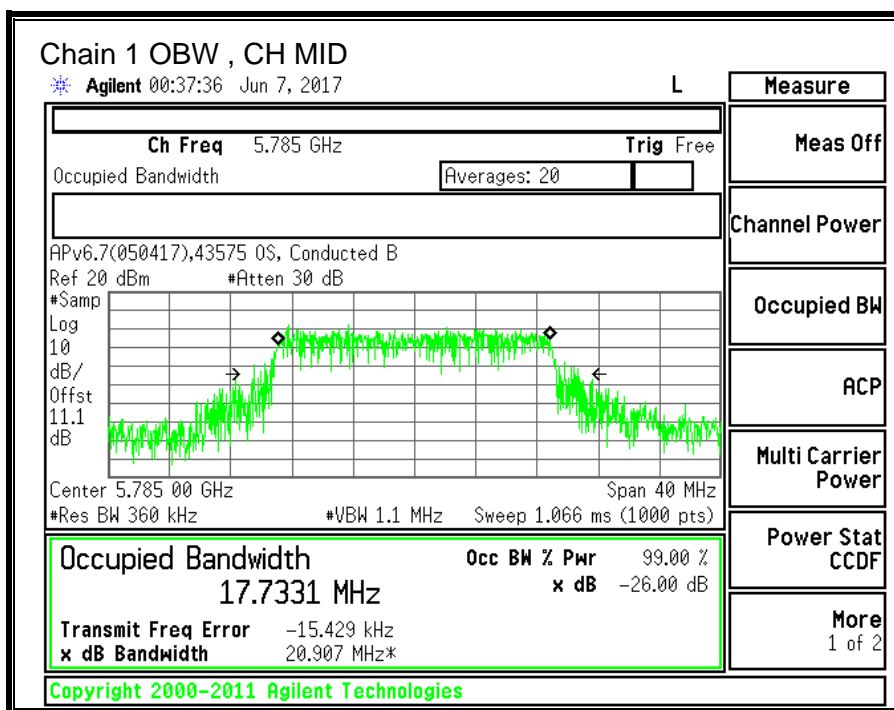 Chain 1 OBW , CH MID
Agilent 00:37:36 Jun 7, 2017 L
Measure
Ch Freq 5.785 GHz Trig Free
Occupied Bandwidth Averages: 20
Meas Off
Channel Power
APv6.7(050417),43575 OS, Conducted B
Ref 20 dBm #Atten 30 dB
#Samp
Log
10
dB/
Offst
11.1
dB
Occupied BW
ACP
Multi Carrier
Power
Center 5.785 00 GHz Span 40 MHz
#Res BW 360 kHz #VBW 1.1 MHz Sweep 1.066 ms (1000 pts)
Power Stat
CCDF
Occupied Bandwidth Occ BW % Pwr 99.00 %
17.7331 MHz x dB -26.00 dB
Transmit Freq Error -15.429 kHz
x dB Bandwidth 20.907 MHz*
More
1 of 2
Copyright 2000-2011 Agilent Technologies